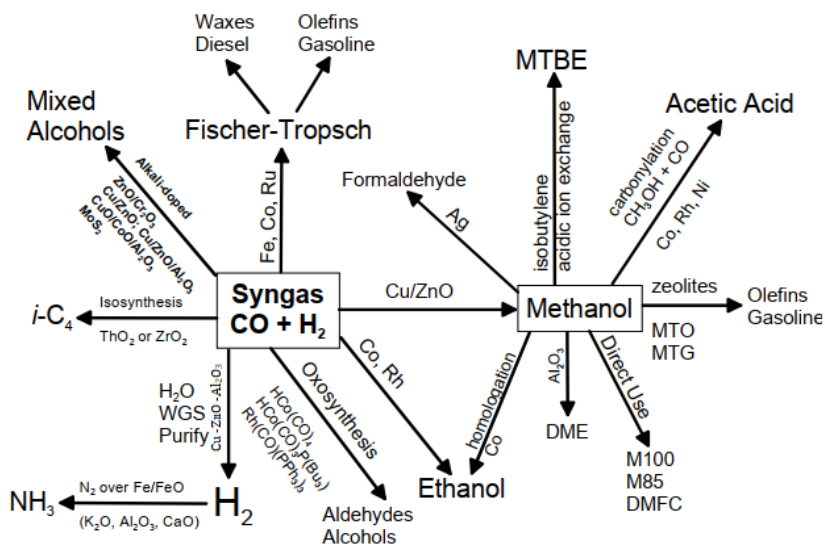 Waxes
Diesel
Olefins
Gasoline
MTBE
Mixed
Alcohols
Fischer-Tropsch
Acetic Acid
Formaldehyde
Alkali-doped
ZnO/Cr₂O₃
Cu/ZnO; Cu/ZnO/Al₂O₃
CuO/CoO/Al₂O₃
MoS₂
Fe, Co, Ru
Ag
isobutylene
acidic ion exchange
carbonylation
CH₃OH + CO
Co, Rh, Ni
Syngas
CO + H₂
Cu/ZnO
Methanol
zeolites
MTO
MTG
Olefins
Gasoline
i-C₄
Isosynthesis
ThO₂ or ZrO₂
H₂O
WGS
Purify
Cu-ZnO-Al₂O₃
Oxosynthesis
HCo(CO)₄
HCo(CO)₃P(Bu₃)
Rh(CO)(PPh₃)₃
Co, Rh
homologation
Co
Al₂O₃
Direct Use
DME
M100
M85
DMFC
Ethanol
Aldehydes
Alcohols
NH₃
N₂ over Fe/FeO
(K₂O, Al₂O₃, CaO)
H₂